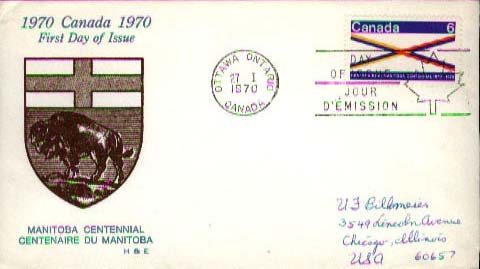 1970 Canada 1970
First Day of Issue
Canada 6
OTTAWA ONTARIO
27 I
1970
CANADA
DAY
OF
JOUR
D'ÉMISSION
MANITOBA CENTENNIAL
CENTENAIRE DU MANITOBA
H & E
3549 Lincoln Avenue
Chicago, Illinois
USA 60657